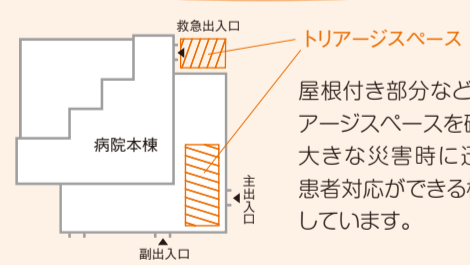 救急出入口
トリアージスペース
病院本棟
主出入口
副出入口
屋根付き部分など
アージスペースを
大きな災害時に
患者対応ができる
しています。